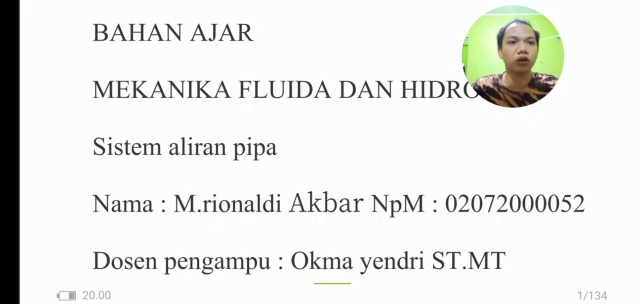 BAHAN AJAR
MEKANIKA FLUIDA DAN HIDRO
Sistem aliran pipa
Nama : M.rionaldi Akbar NpM : 02072000052
Dosen pengampu : Okma yendri ST.MT
20.00
1/134